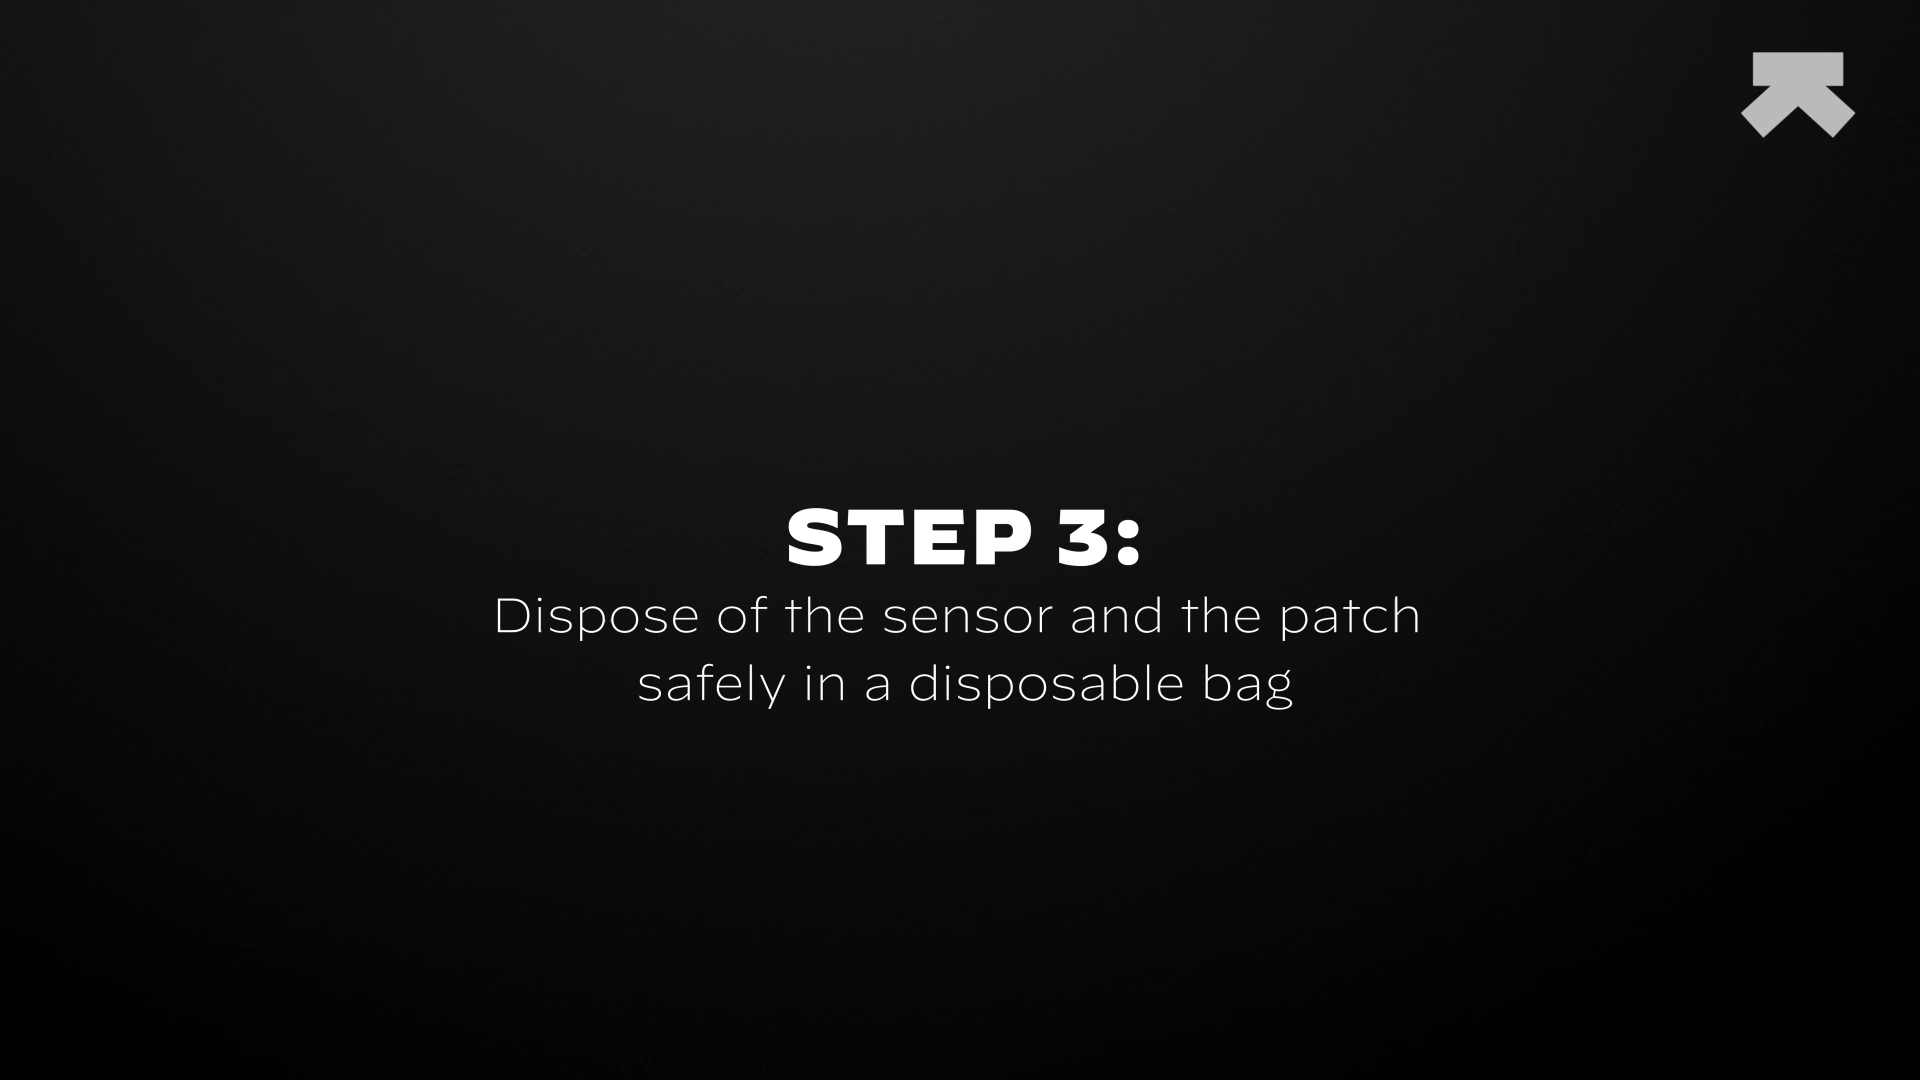 STEP 3:
Dispose of the sensor and the patch
safely in a disposable bag